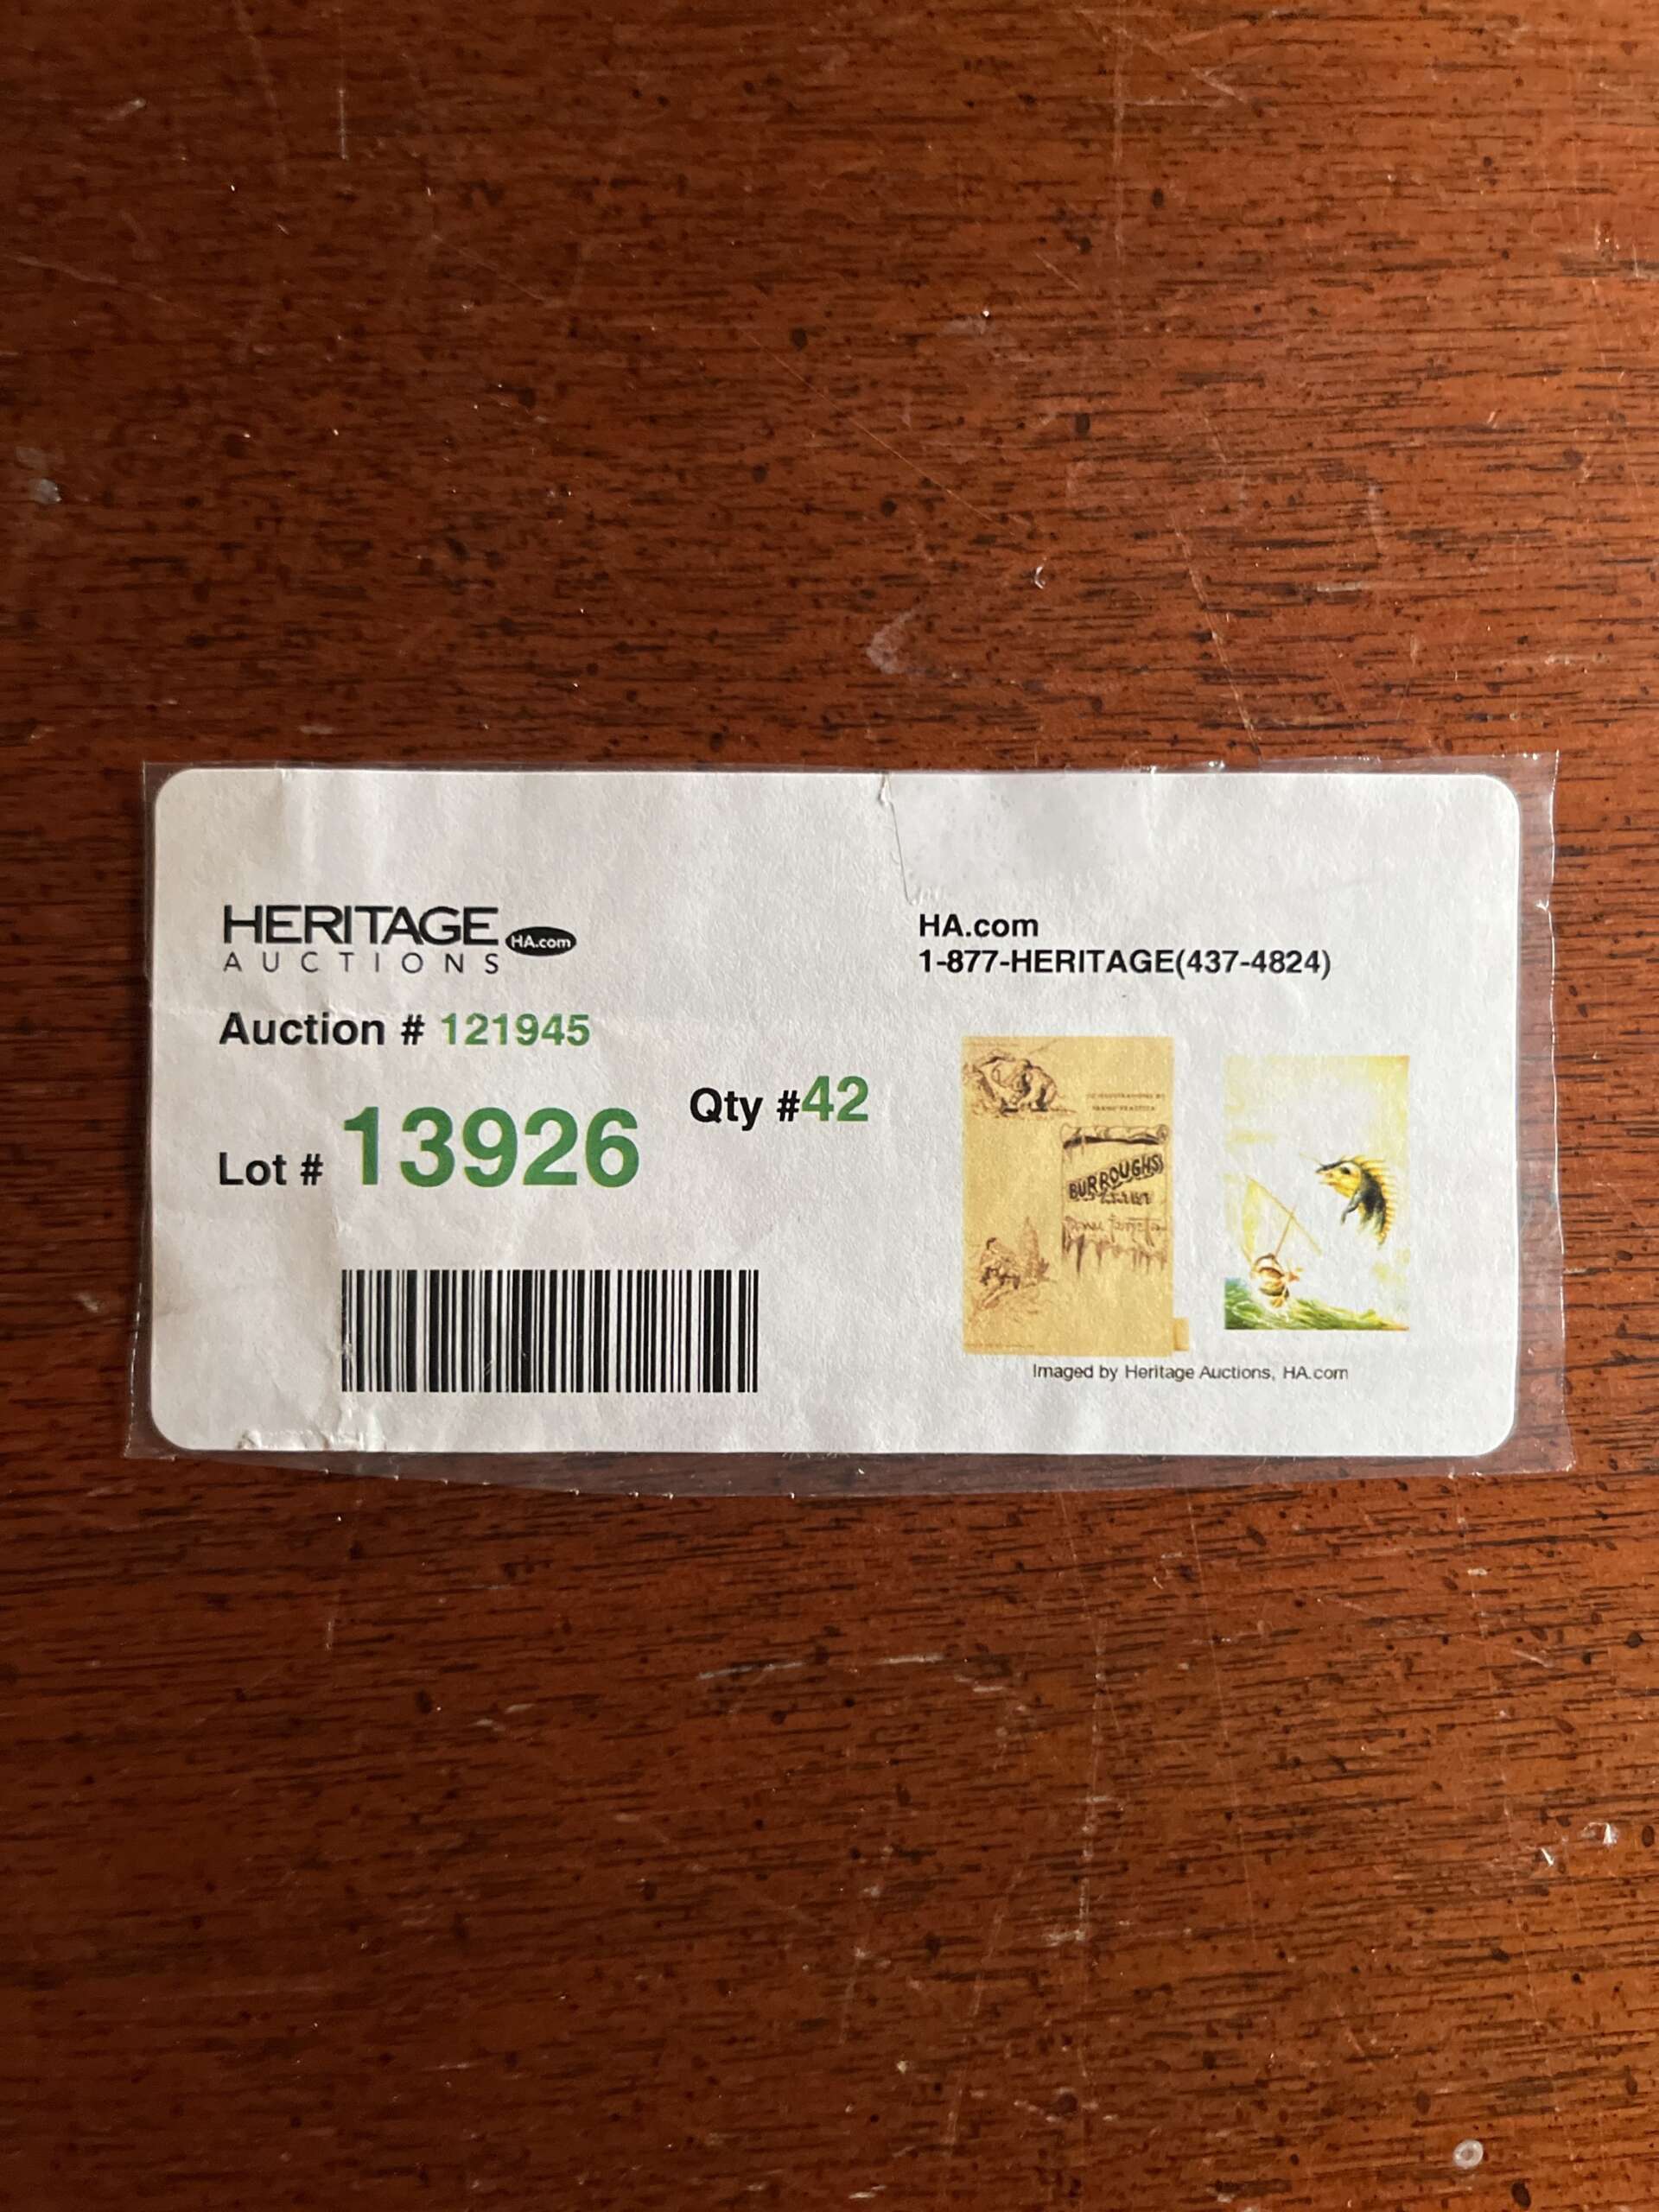 HERITAGE HA.com
AUCTIONS
HA.com
1-877-HERITAGE(437-4824)
Auction # 121945
Lot # 13926
Qty #42
BURROUGHS
Imaged by Heritage Auctions, HA.com